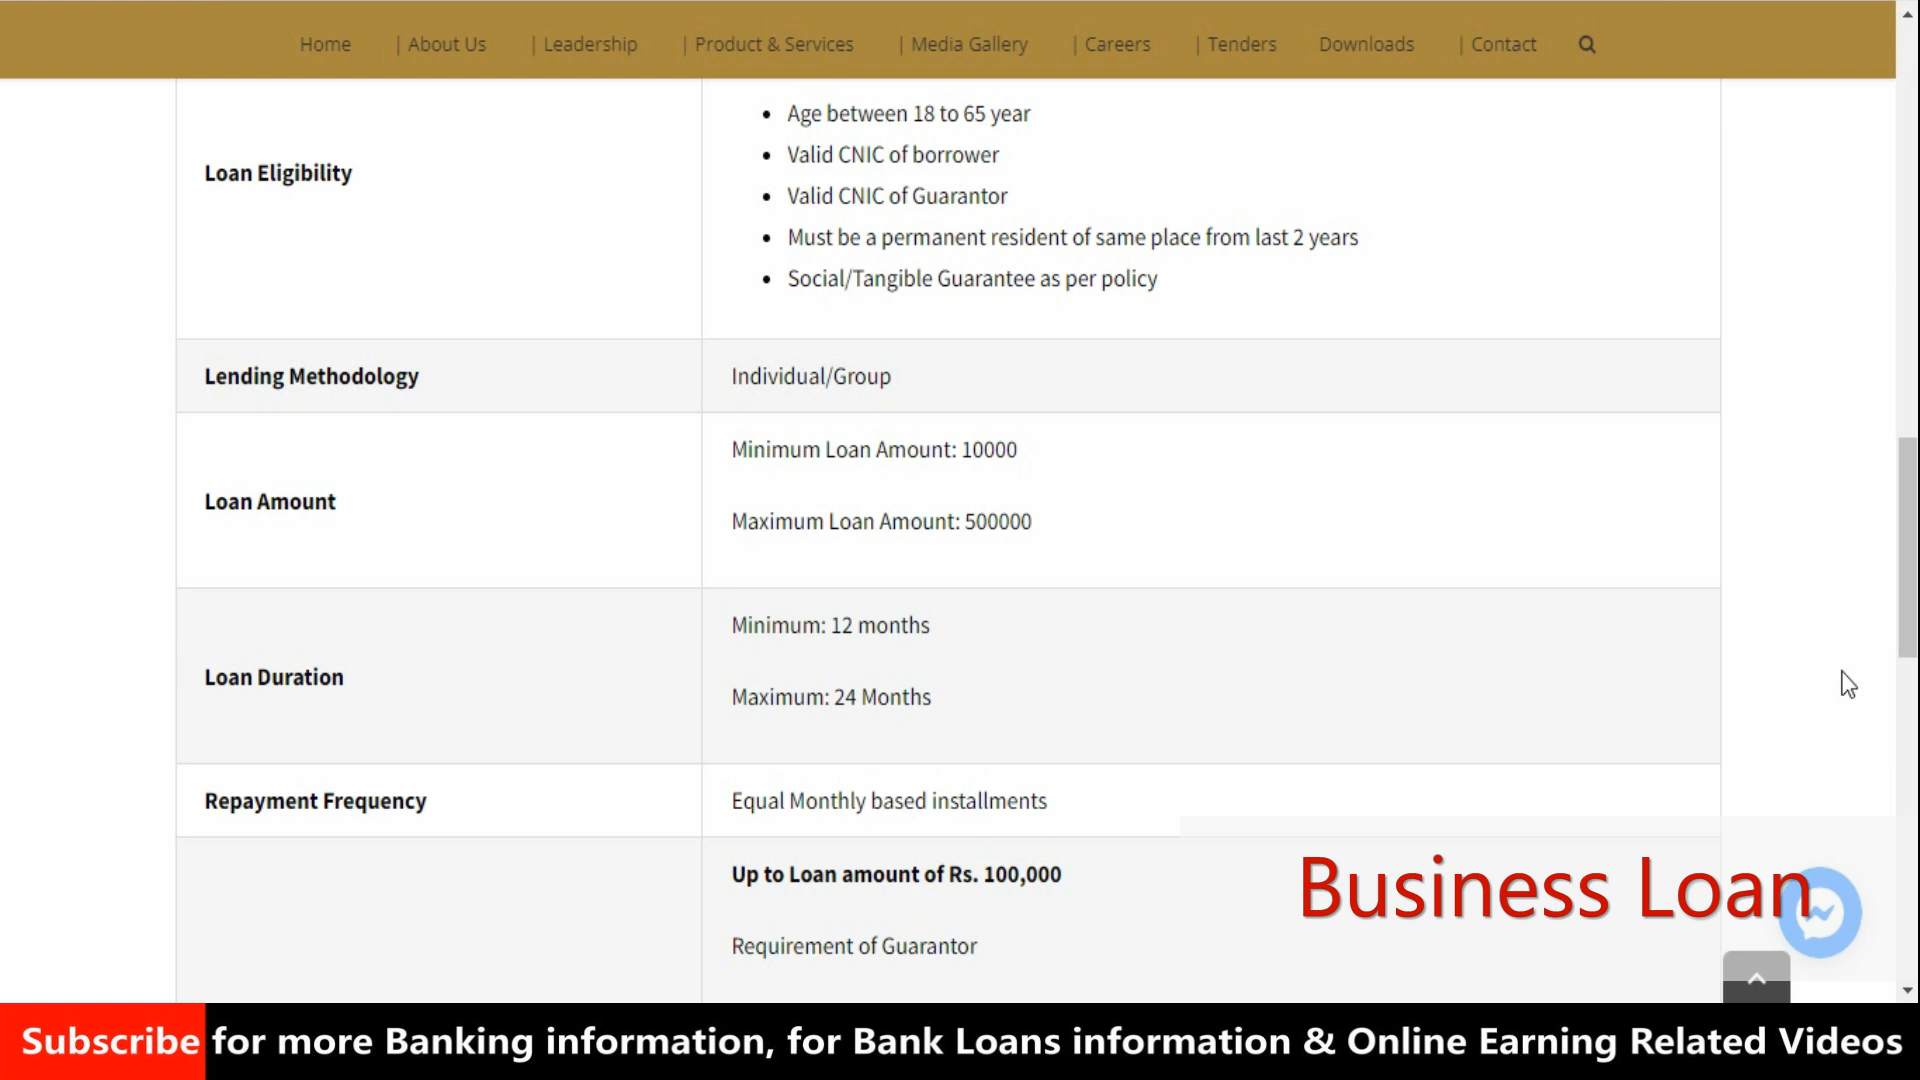 Home | About Us | Leadership | Product & Services | Media Gallery | Careers | Tenders Downloads | Contact
Loan Eligibility
Age between 18 to 65 year
Valid CNIC of borrower
Valid CNIC of Guarantor
Must be a permanent resident of same place from last 2 years
Social/Tangible Guarantee as per policy
Lending Methodology Individual/Group
Loan Amount
Minimum Loan Amount: 10000
Maximum Loan Amount: 500000
Loan Duration
Minimum: 12 months
Maximum: 24 Months
Repayment Frequency Equal Monthly based installments
Up to Loan amount of Rs. 100,000
Requirement of Guarantor
Business Loan
Subscribe for more Banking information, for Bank Loans information & Online Earning Related Videos